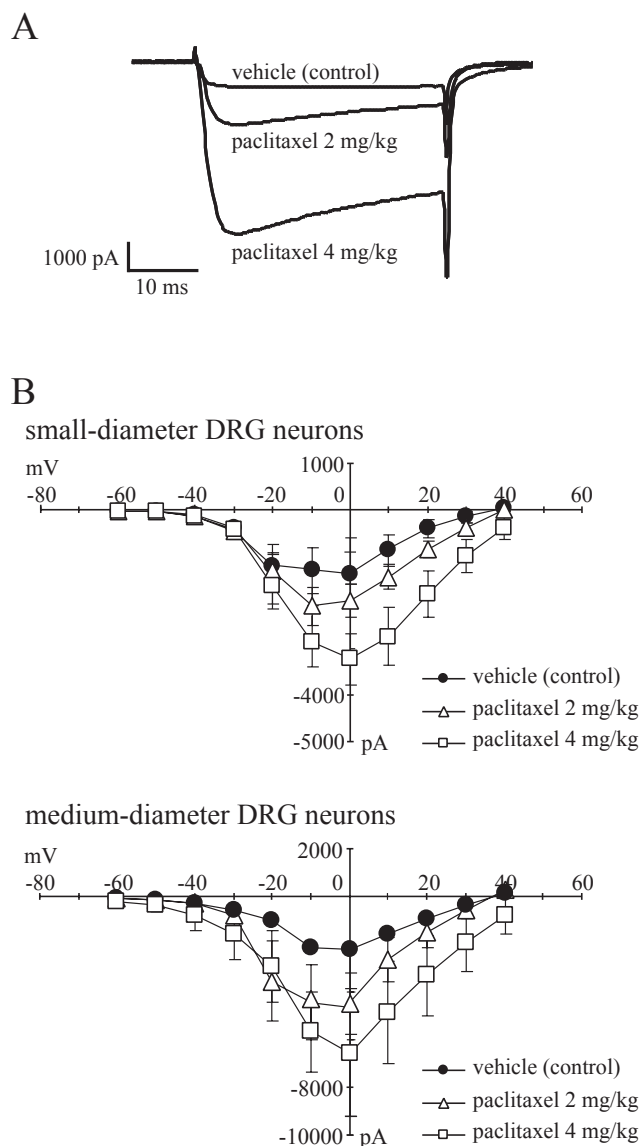 A
vehicle (control)
paclitaxel 2 mg/kg
paclitaxel 4 mg/kg
1000 pA
10 ms
B
small-diameter DRG neurons
mV
1000
-80 -60 -40 -20 0 20 40 60
-4000
-5000
pA
vehicle (control)
paclitaxel 2 mg/kg
paclitaxel 4 mg/kg
medium-diameter DRG neurons
mV
2000
-80 -60 -40 -20 0 20 40 60
-8000
-10000
pA
vehicle (control)
paclitaxel 2 mg/kg
paclitaxel 4 mg/kg